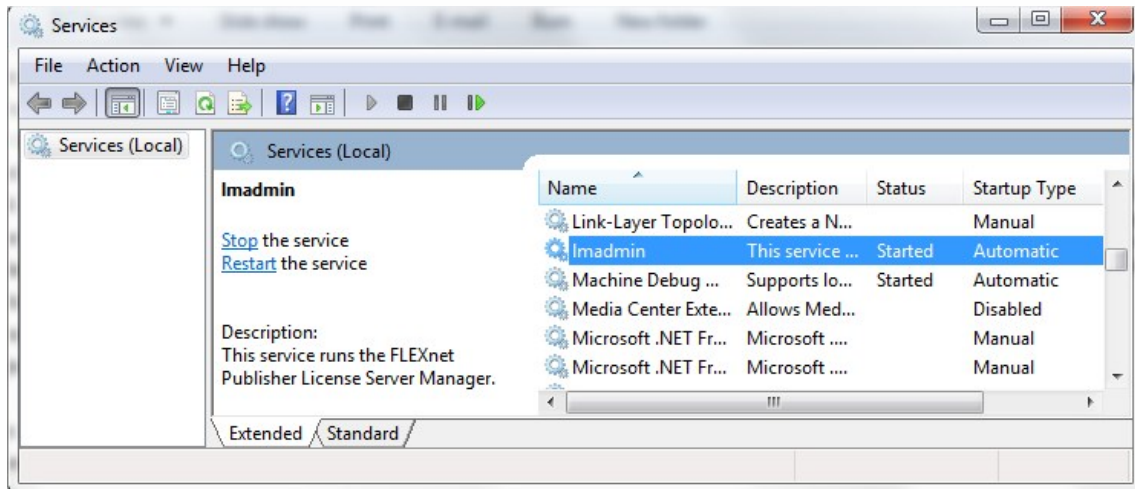 Services
File Action View Help
Services (Local)
Services (Local)
lmadmin
Stop the service
Restart the service
Description:
This service runs the FLEXnet
Publisher License Server Manager.
Name Description Status Startup Type
Link-Layer Topolo... Creates a N... Manual
lmadmin This service ... Started Automatic
Machine Debug ... Supports lo... Started Automatic
Media Center Exte... Allows Med... Disabled
Microsoft .NET Fr... Microsoft .... Manual
Microsoft .NET Fr... Microsoft .... Manual
Extended Standard